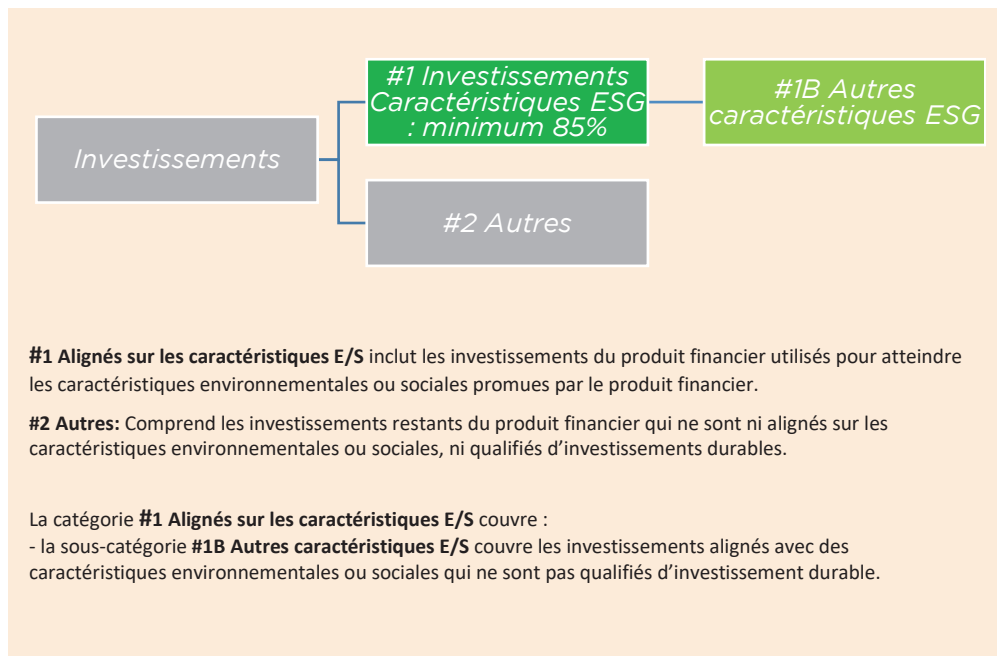 #1 Investissements
Caractéristiques ESG
: minimum 85%
#1B Autres
caractéristiques ESG
Investissements
#2 Autres
#1 Alignés sur les caractéristiques E/S inclut les investissements du produit financier utilisés pour atteindre
les caractéristiques environnementales ou sociales promues par le produit financier.
#2 Autres: Comprend les investissements restants du produit financier qui ne sont ni alignés sur les
caractéristiques environnementales ou sociales, ni qualifiés d’investissements durables.
La catégorie #1 Alignés sur les caractéristiques E/S couvre :
- la sous-catégorie #1B Autres caractéristiques E/S couvre les investissements alignés avec des
caractéristiques environnementales ou sociales qui ne sont pas qualifiés d’investissement durable.